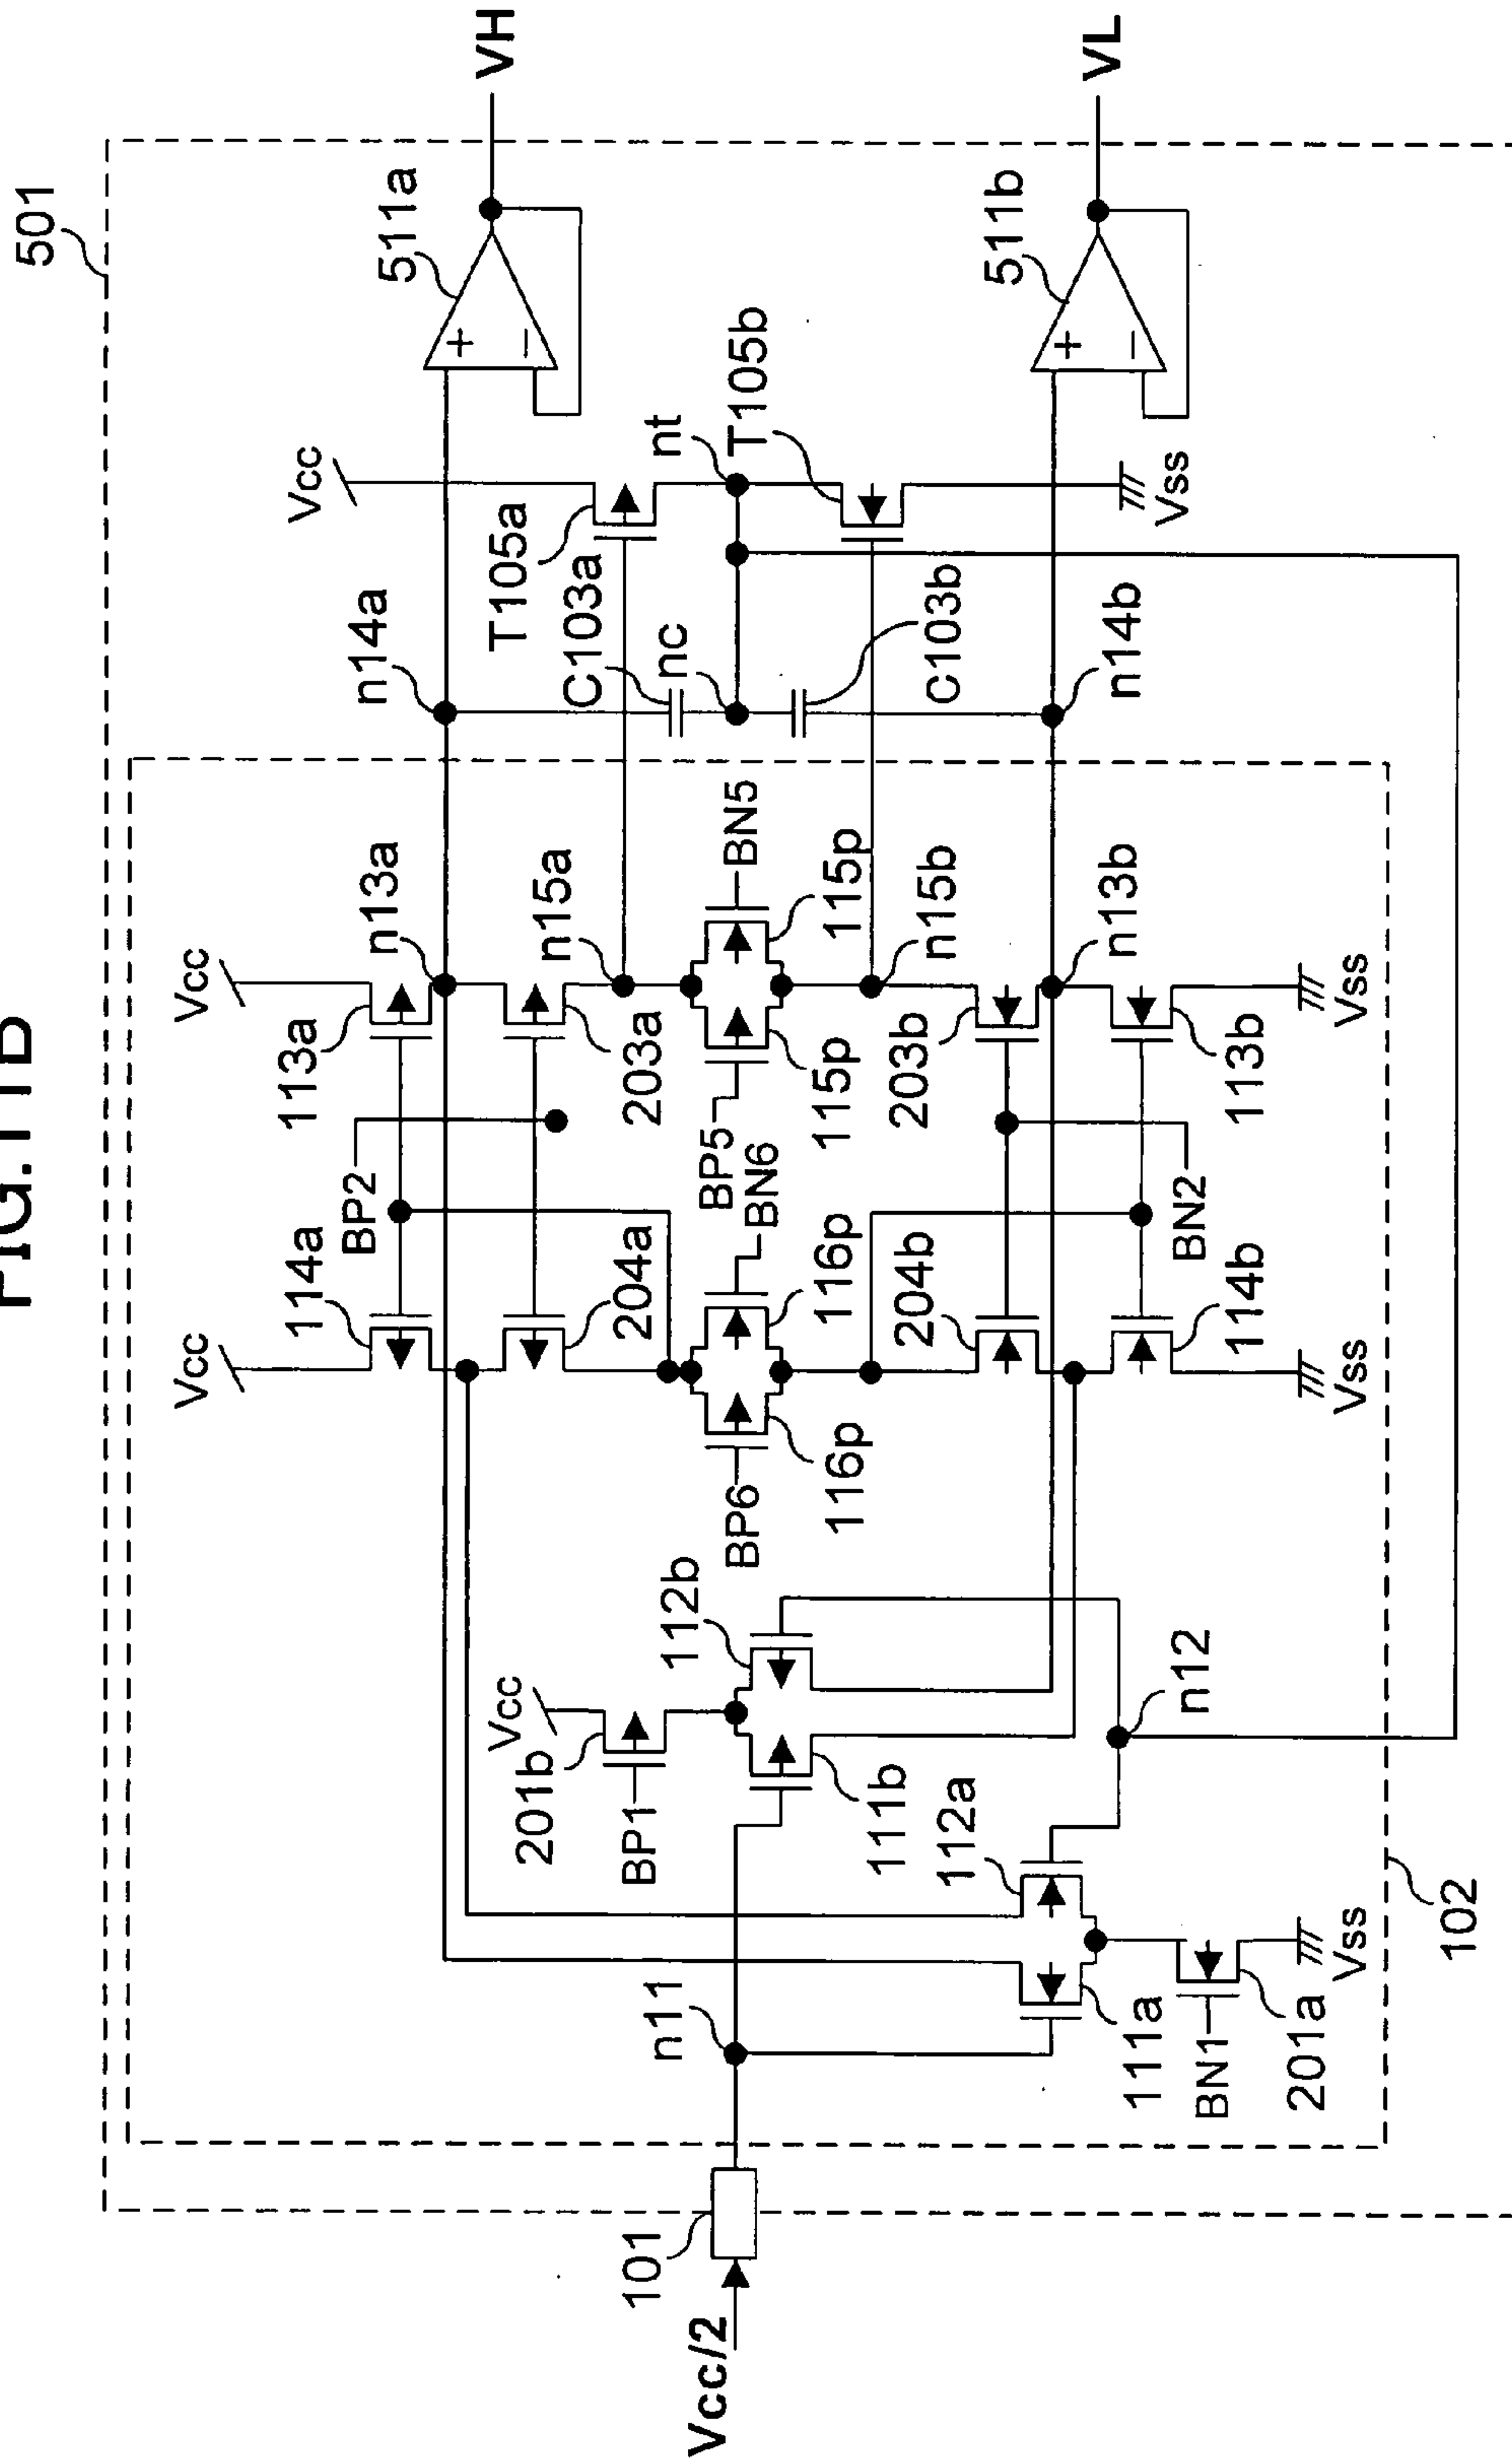 FIG.11B
501
VH
VL
511a
+
−
511b
+
−
Vcc
nt
T105b
Vss
T105a
C103a
nc
C103b
n14a
n14b
n13a
n15a
BN5
115p
n15b
n13b
Vcc
113a
203a
BP5
115p
203b
113b
Vss
BP2
BN6
BN2
Vcc
114a
204a
116p
204b
114b
Vss
BP6
116p
Vcc
201b
BP1
112b
111b
112a
n12
n11
111a
BN1
201a
Vss
102
101
Vcc/2